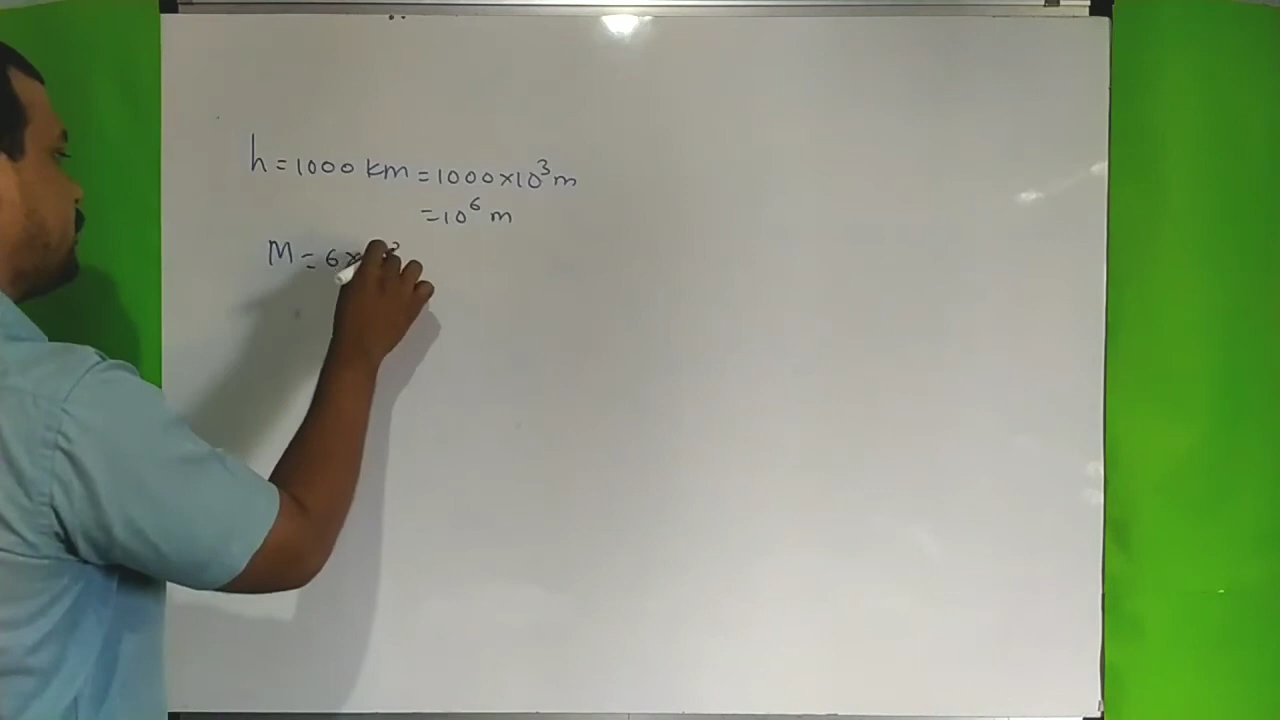 h = 1000 km = 1000×10³ m
= 10⁶ m
M = 6×